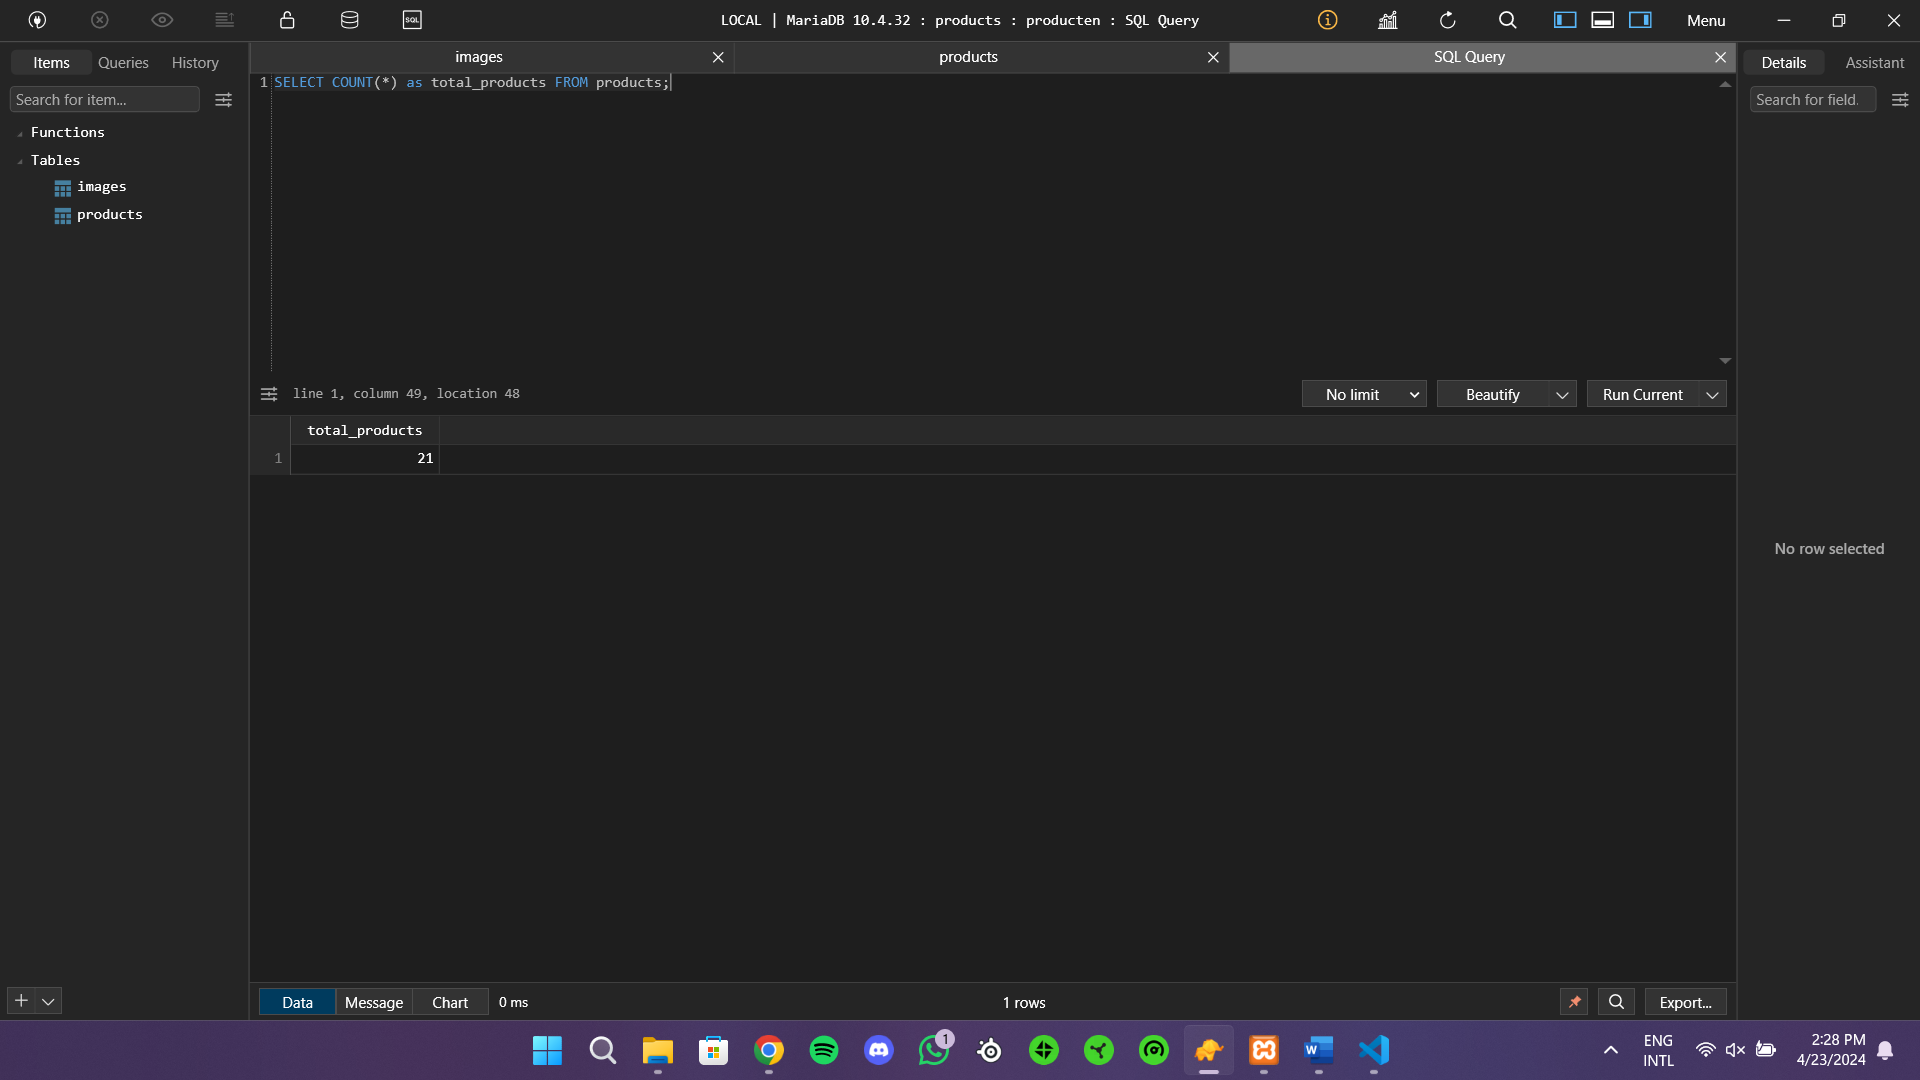 SQL
LOCAL | MariaDB 10.4.32 : products : producten : SQL Query
Menu
Items Queries History
images
products
SQL Query
Details Assistant
Search for item...
1 SELECT COUNT(*) as total_products FROM products;
Search for field.
Functions
Tables
images
products
line 1, column 49, location 48
No limit
Beautify
Run Current
total_products
1 21
No row selected
Data Message Chart 0 ms
1 rows
Export...
1
W
ENG
INTL
2:28 PM
4/23/2024